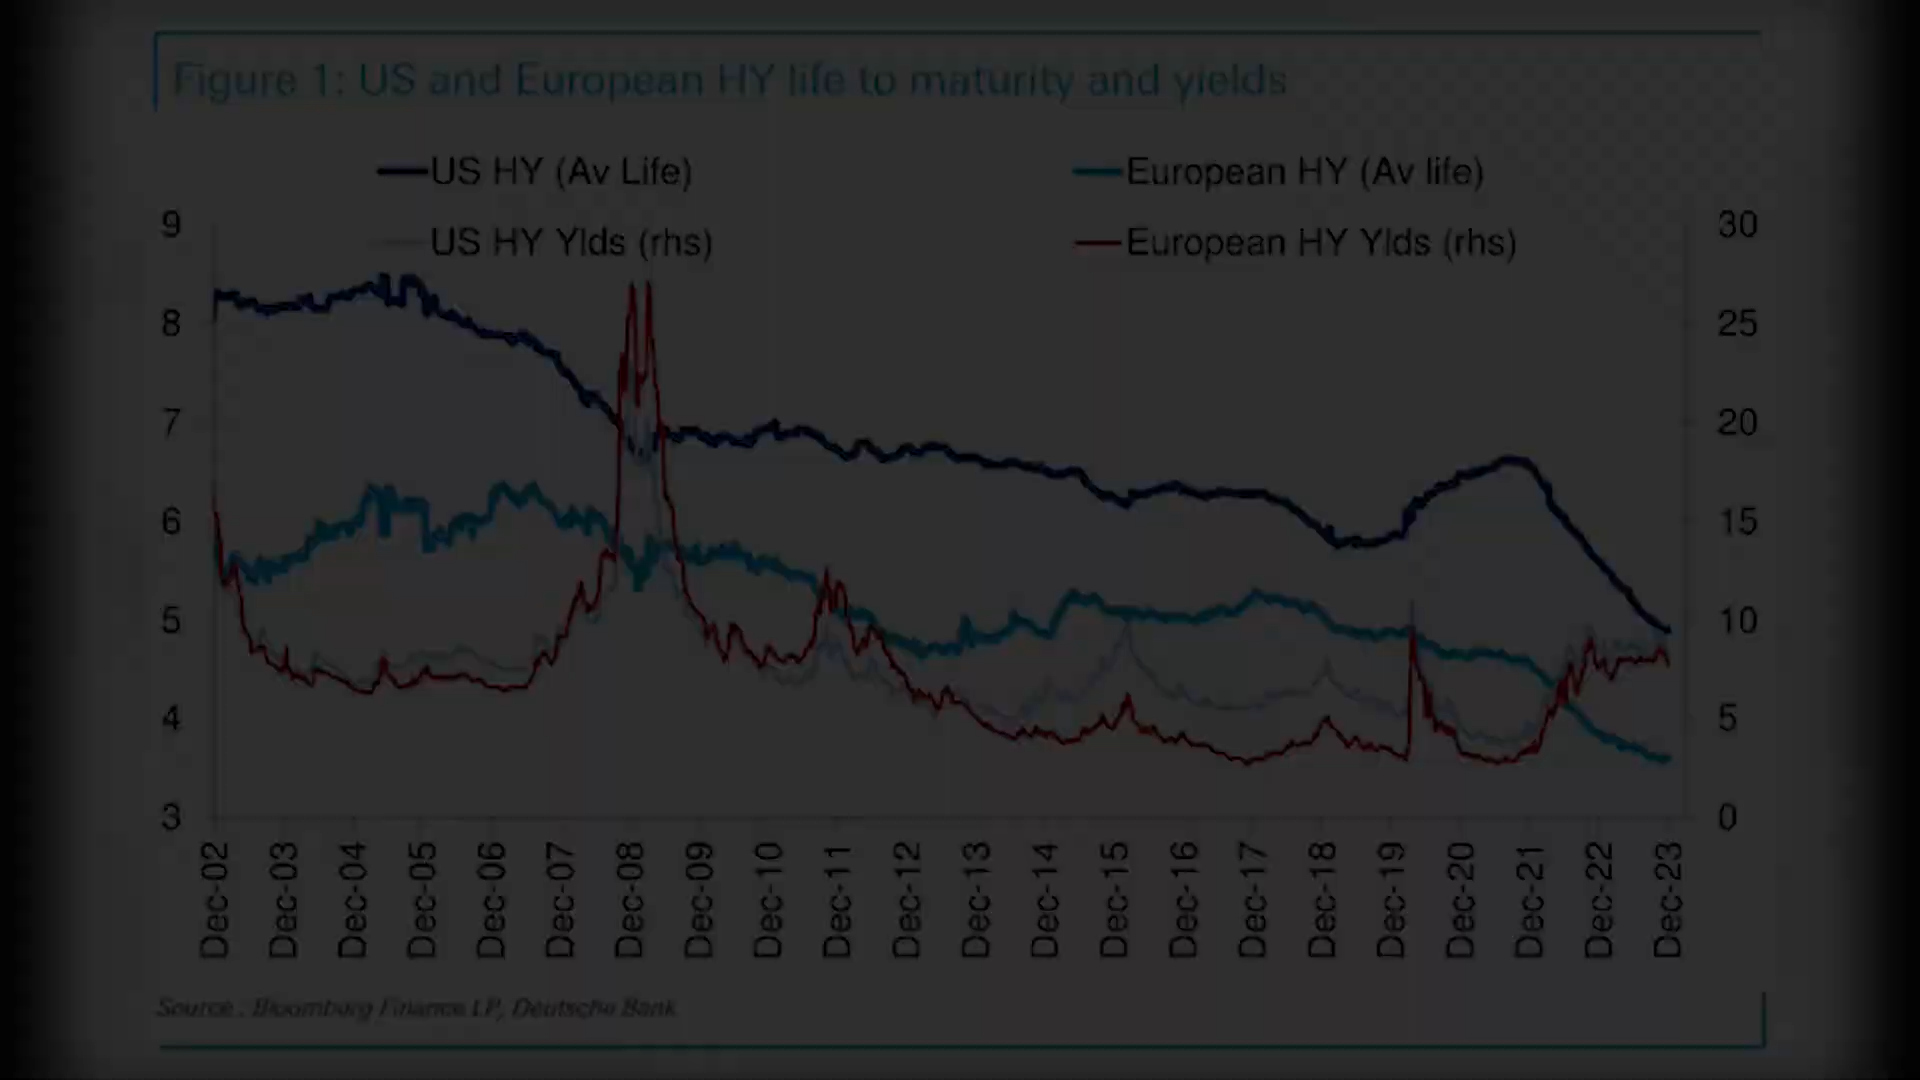 Figure 1: US and European HY life to maturity and yields
US HY (Av Life)
European HY (Av life)
US HY Ylds (rhs)
European HY Ylds (rhs)
9
8
7
6
5
4
3
30
25
20
15
10
5
0
Dec-02
Dec-03
Dec-04
Dec-05
Dec-06
Dec-07
Dec-08
Dec-09
Dec-10
Dec-11
Dec-12
Dec-13
Dec-14
Dec-15
Dec-16
Dec-17
Dec-18
Dec-19
Dec-20
Dec-21
Dec-22
Dec-23
Source : Bloomberg Finance LP, Deutsche Bank